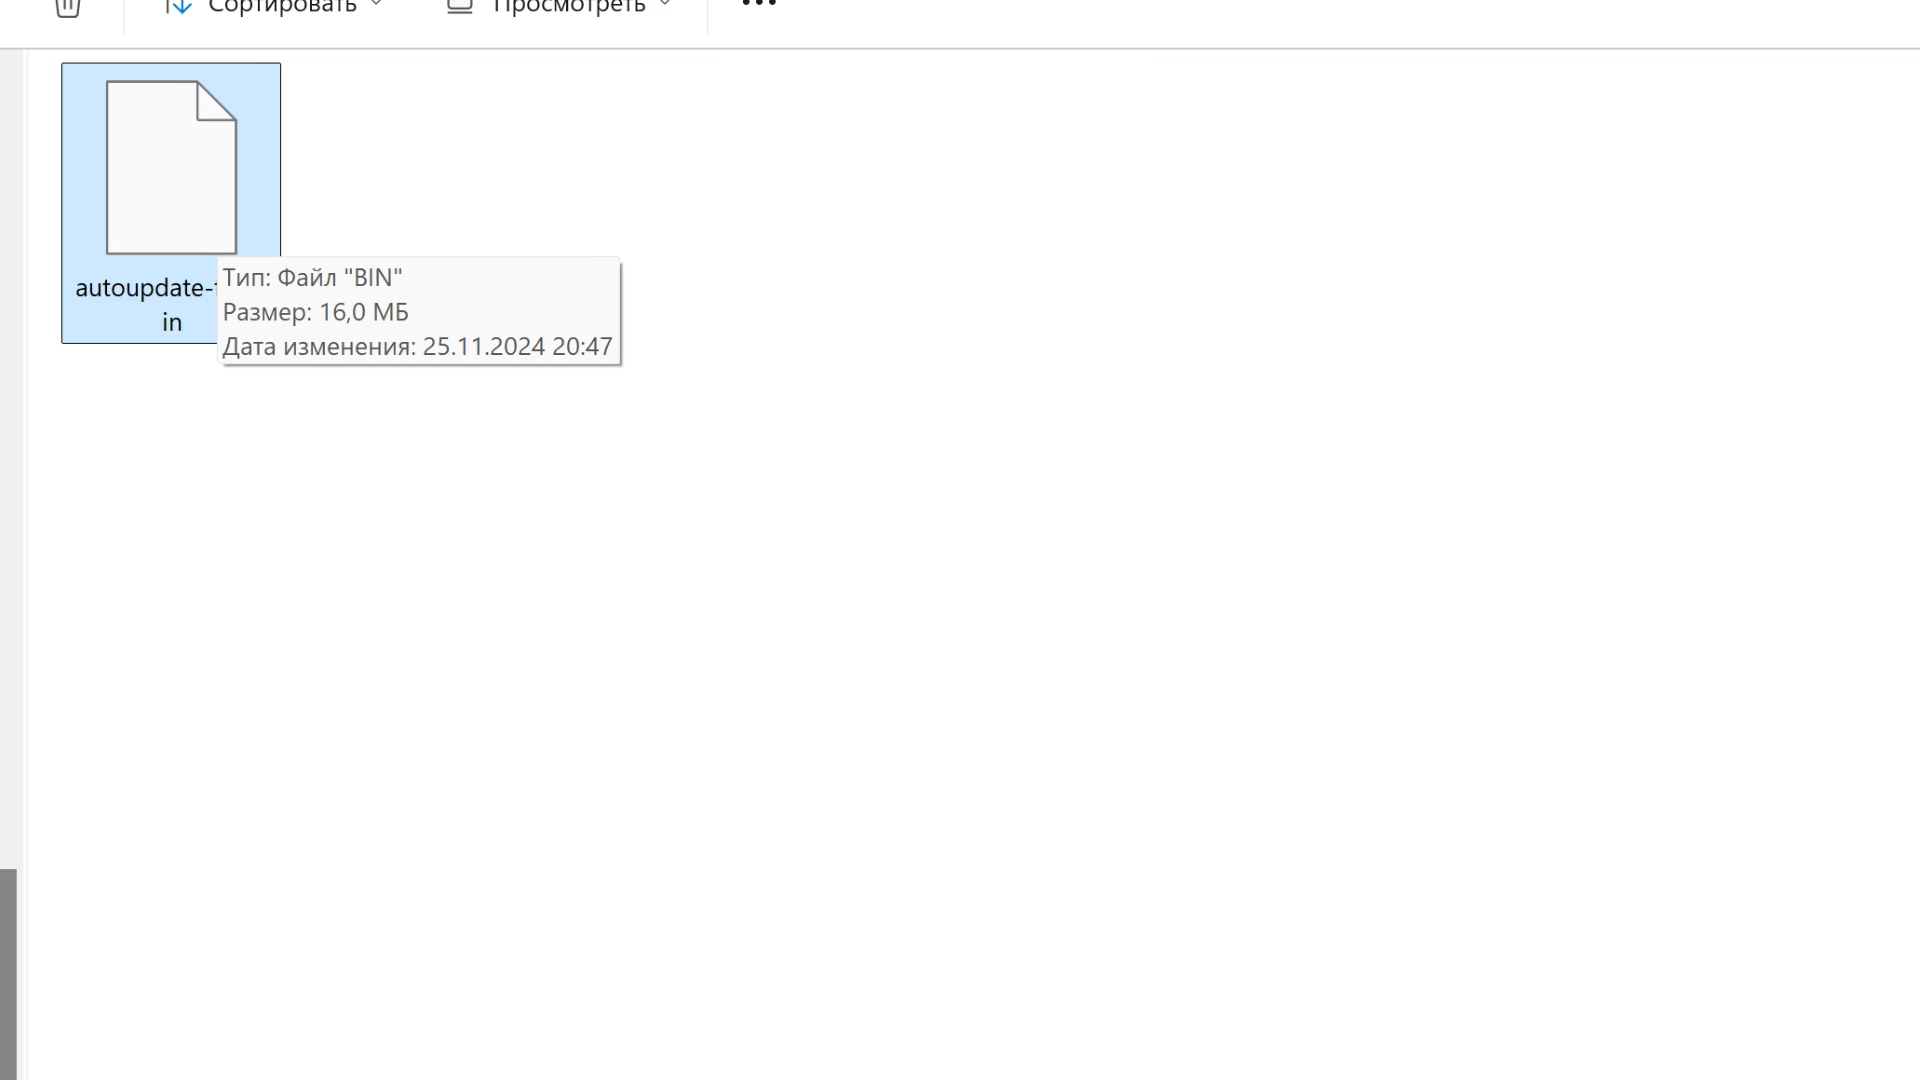 Сортировать
Просмотреть
autoupdate-
in
Тип: Файл "BIN"
Размер: 16,0 МБ
Дата изменения: 25.11.2024 20:47